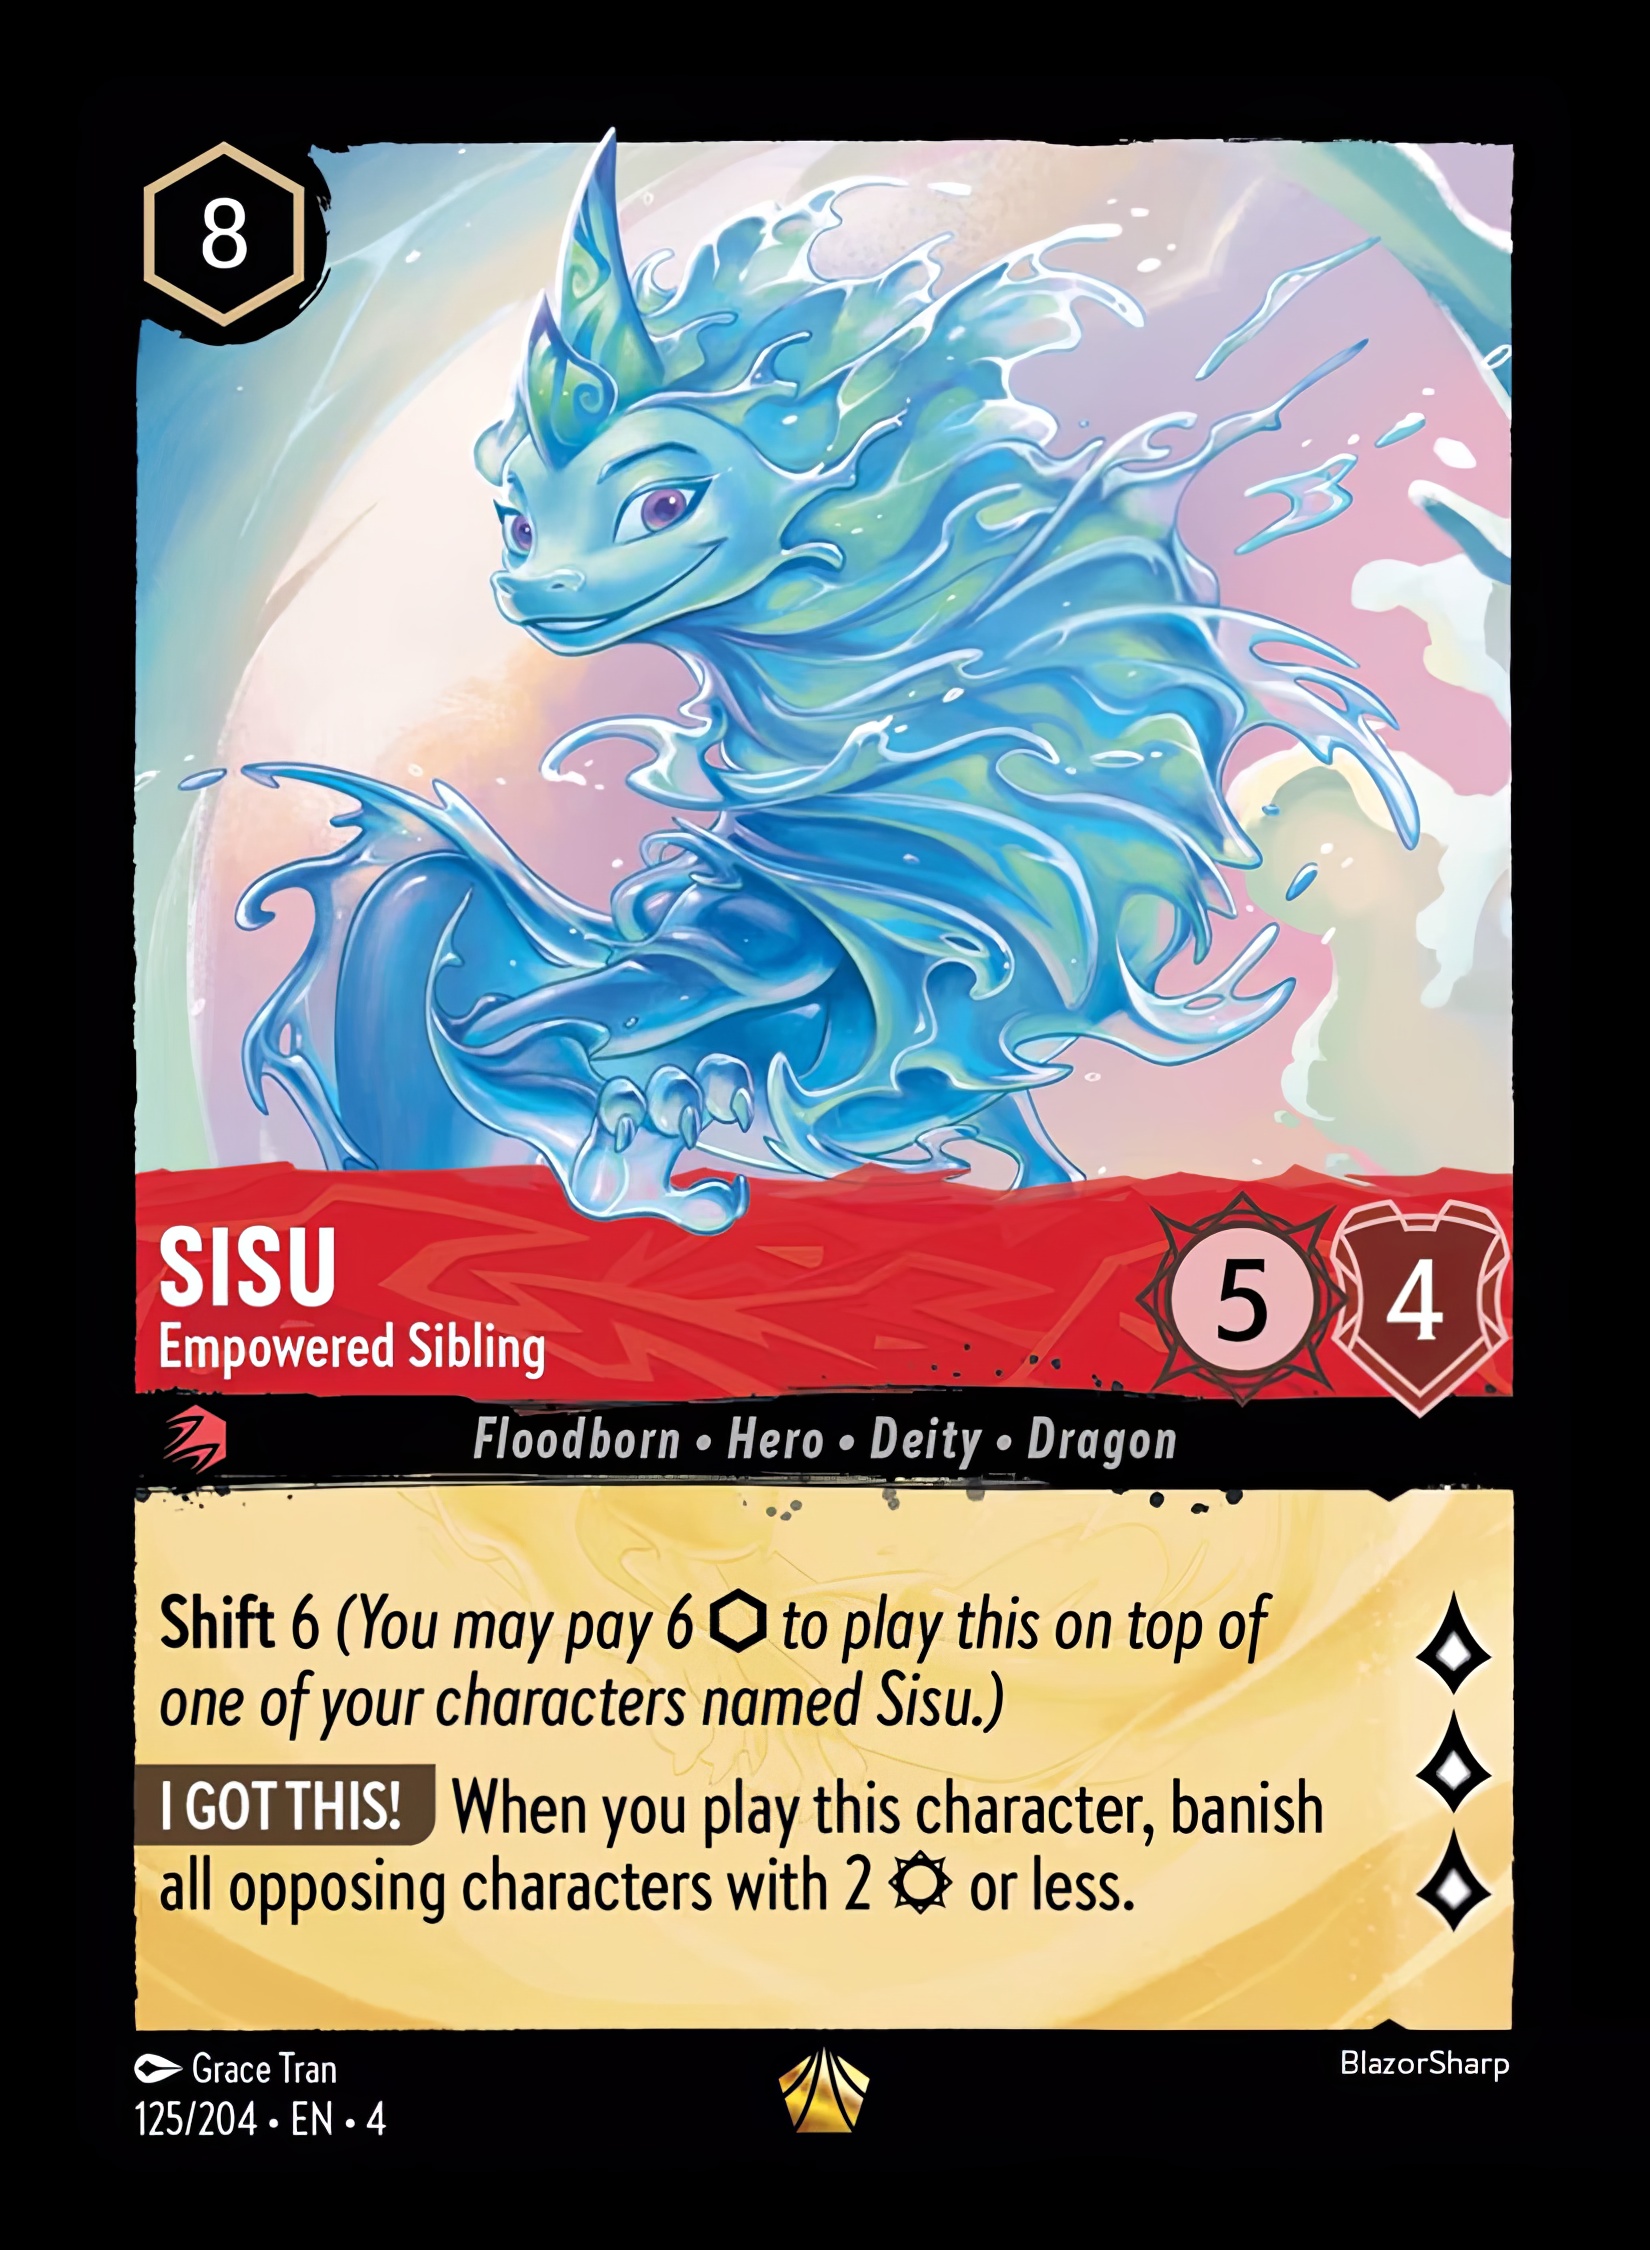 8
SISU
Empowered Sibling
5
4
Floodborn • Hero • Deity • Dragon
Shift 6 (You may pay 6 ⬡ to play this on top of
one of your characters named Sisu.)
I GOT THIS! When you play this character, banish
all opposing characters with 2 ¤ or less.
Grace Tran
BlazorSharp
125/204 • EN • 4